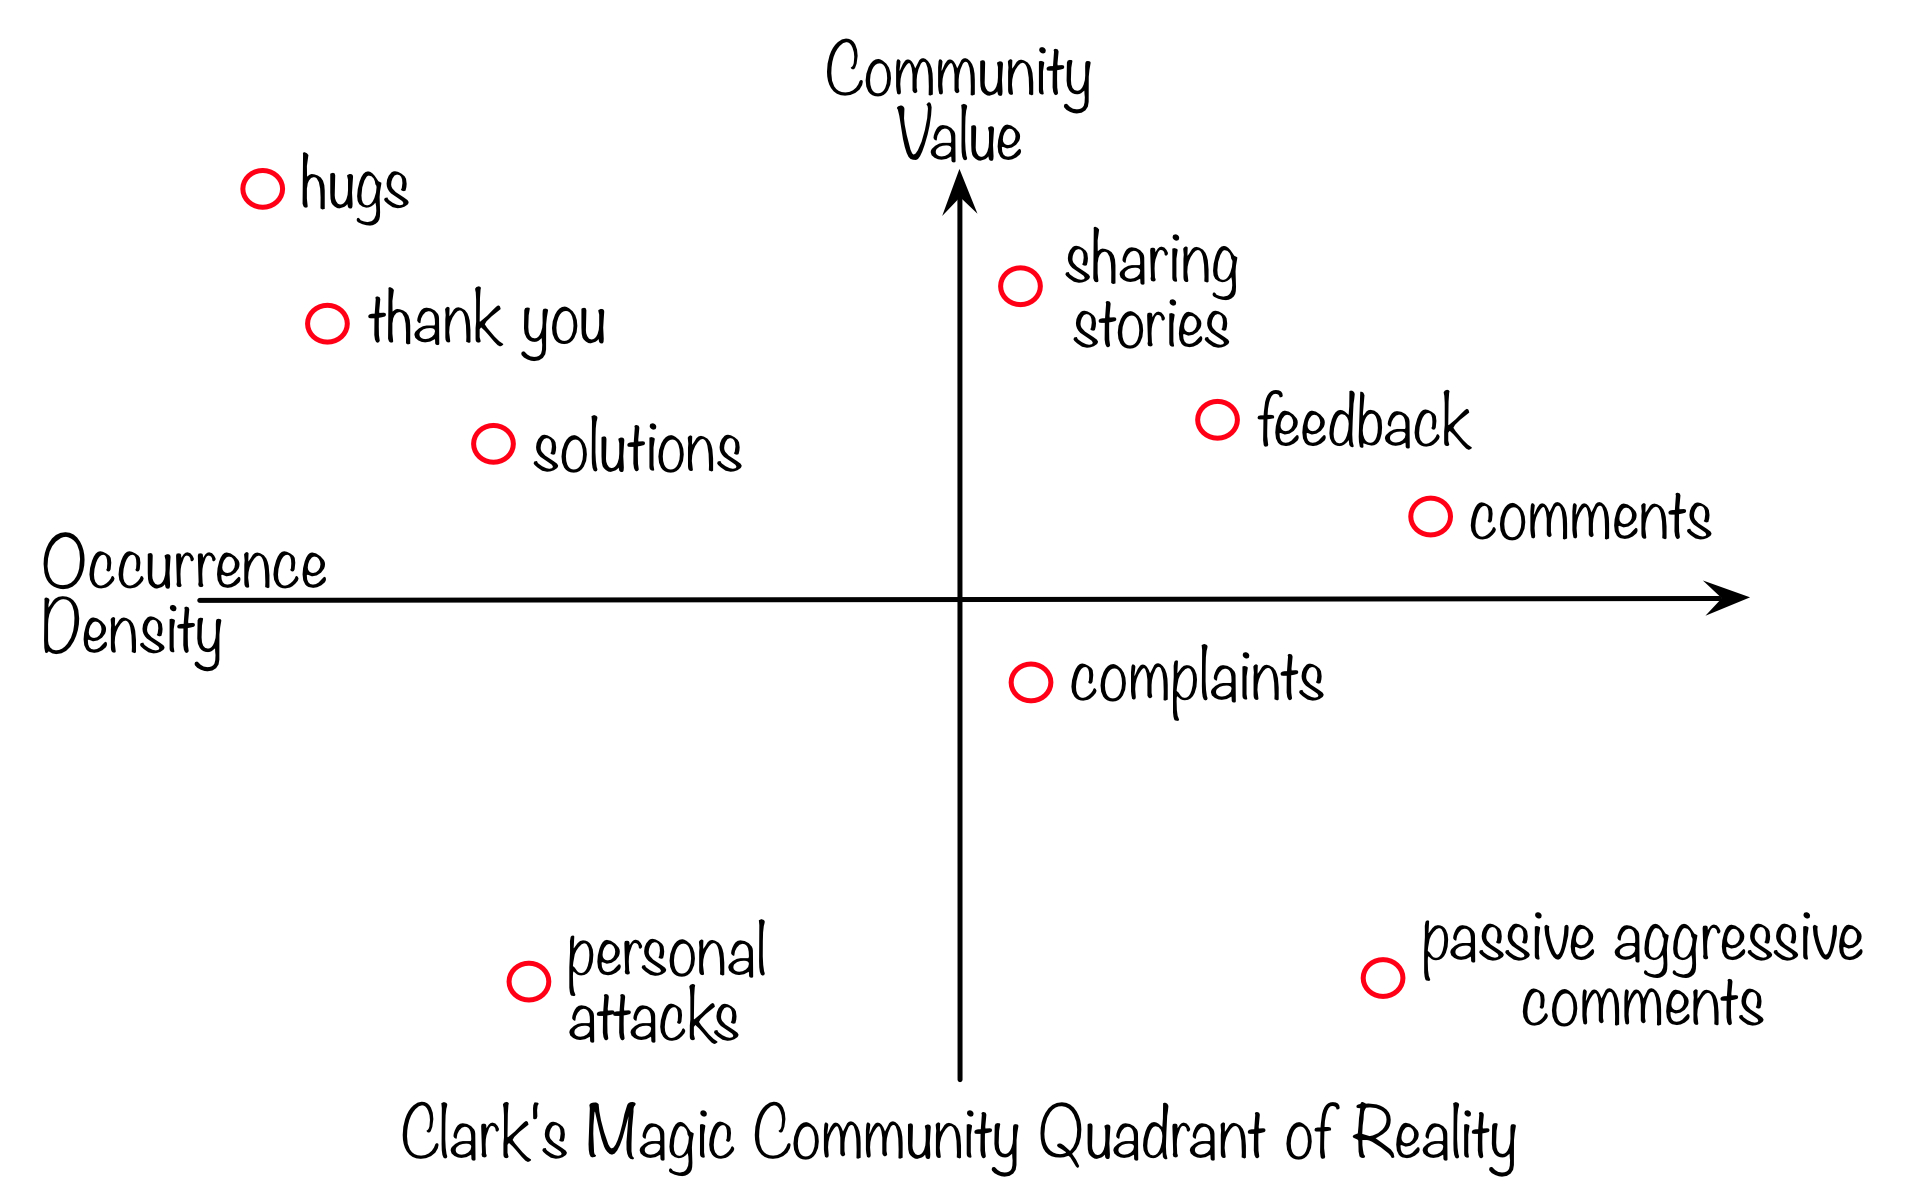 Community
Value
hugs
sharing
stories
thank you
feedback
solutions
comments
Occurrence
Density
complaints
personal
attacks
passive aggressive
comments
Clark's Magic Community Quadrant of Reality